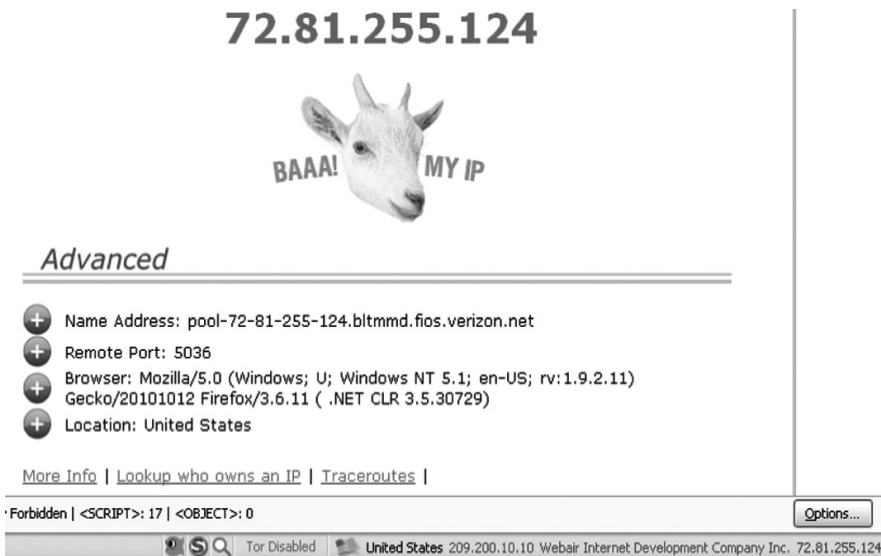 72.81.255.124
BAAA! MY IP
Advanced
Name Address: pool-72-81-255-124.bltmmd.fios.verizon.net
Remote Port: 5036
Browser: Mozilla/5.0 (Windows; U; Windows NT 5.1; en-US; rv:1.9.2.11)
Gecko/20101012 Firefox/3.6.11 ( .NET CLR 3.5.30729)
Location: United States
More Info | Lookup who owns an IP | Traceroutes |
Forbidden | <SCRIPT>: 17 | <OBJECT>: 0
Options...
Tor Disabled United States 209.200.10.10 Webair Internet Development Company Inc. 72.81.255.124